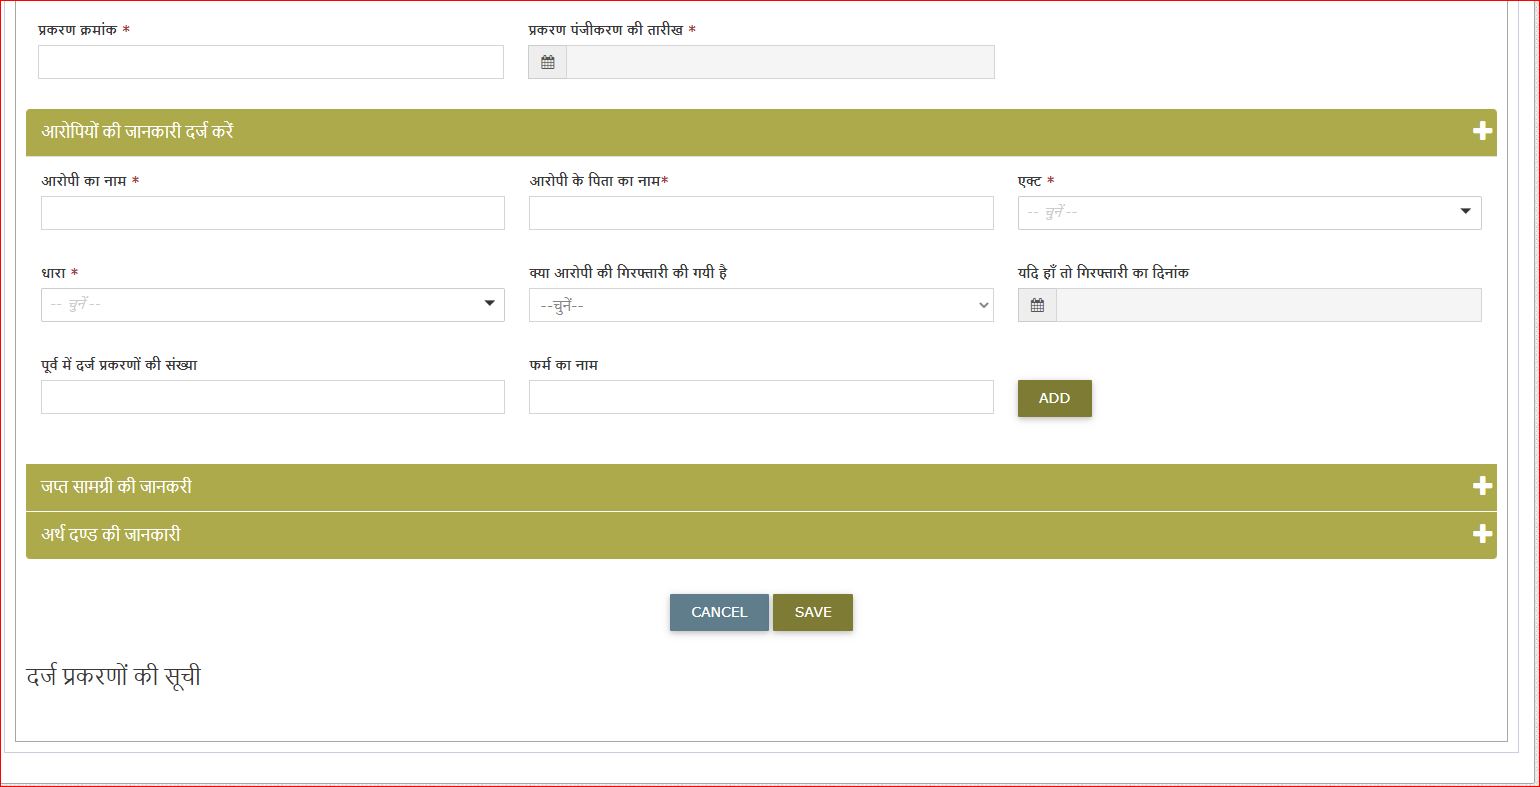 प्रकरण क्रमांक * प्रकरण पंजीकरण की तारीख *
आरोपियों की जानकारी दर्ज करें
आरोपी का नाम * आरोपी के पिता का नाम* एक्ट *
-- चुनें --
धारा * क्या आरोपी की गिरफ्तारी की गयी है यदि हाँ तो गिरफ्तारी का दिनांक
-- चुनें -- --चुनें--
पूर्व में दर्ज प्रकरणों की संख्या फर्म का नाम
ADD
जप्त सामग्री की जानकरी
अर्थ दण्ड की जानकारी
CANCEL SAVE
दर्ज प्रकरणों की सूची